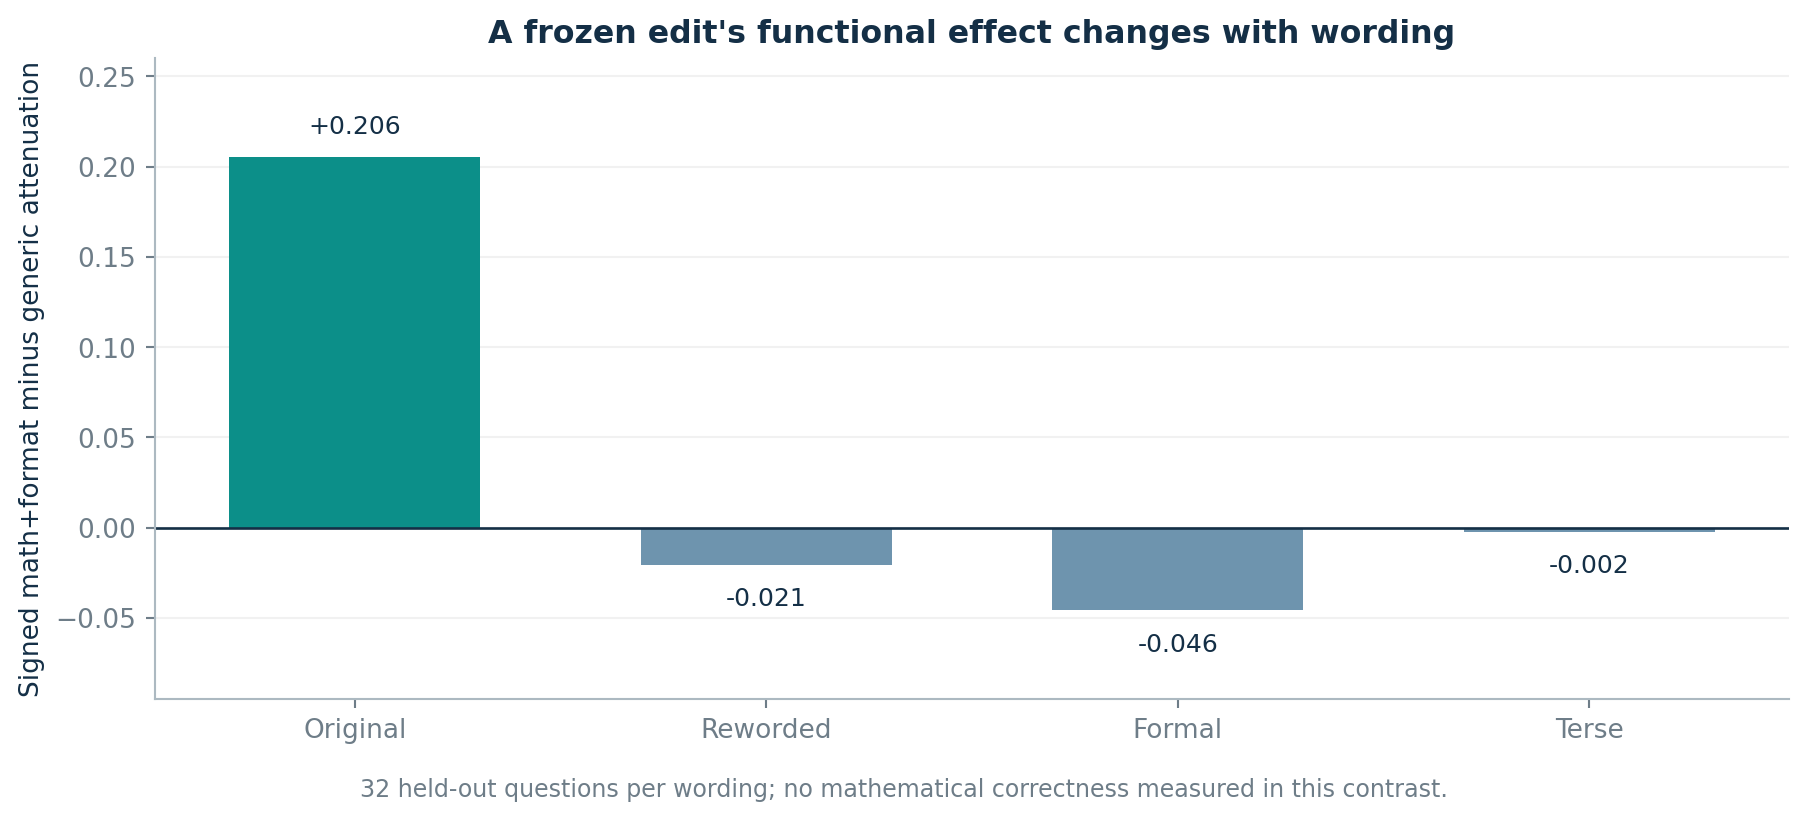 A frozen edit's functional effect changes with wording
Signed math+format minus generic attenuation
0.25
0.20
0.15
0.10
0.05
0.00
−0.05
+0.206
-0.021
-0.046
-0.002
Original
Reworded
Formal
Terse
32 held-out questions per wording; no mathematical correctness measured in this contrast.